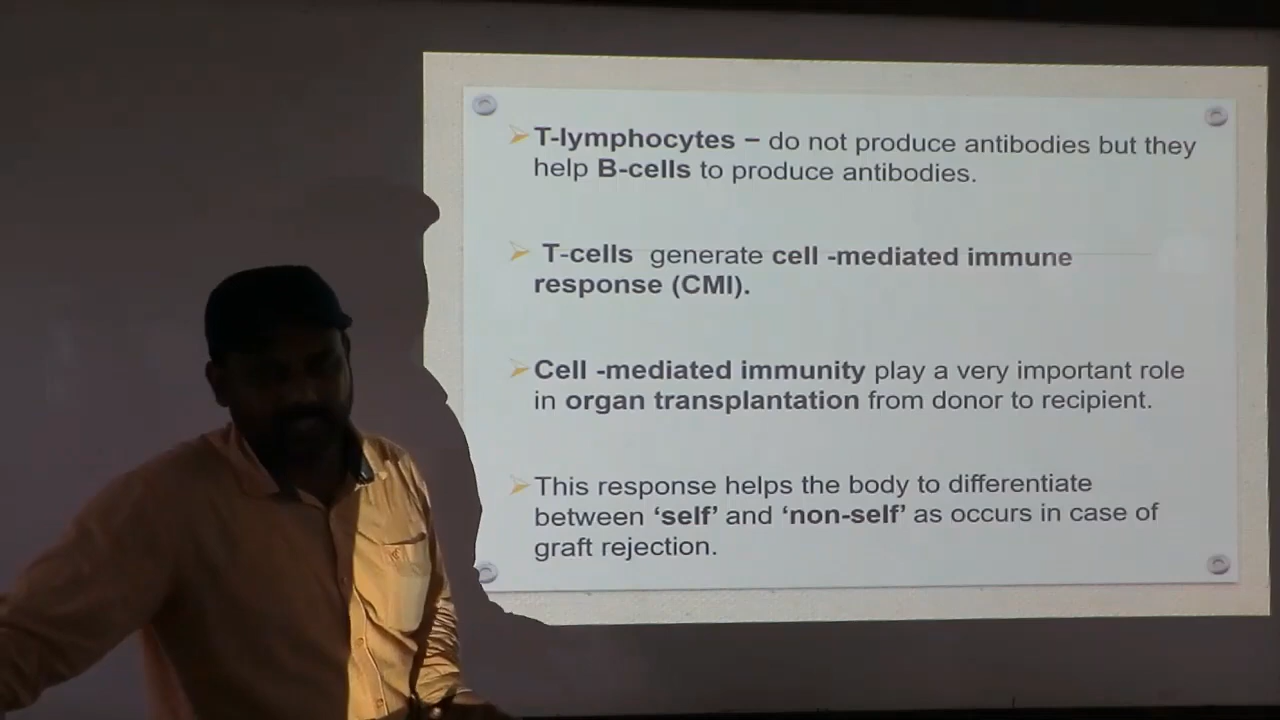 T-lymphocytes – do not produce antibodies but they
help B-cells to produce antibodies.
T-cells generate cell -mediated immune
response (CMI).
Cell -mediated immunity play a very important role
in organ transplantation from donor to recipient.
This response helps the body to differentiate
between ‘self’ and ‘non-self’ as occurs in case of
graft rejection.